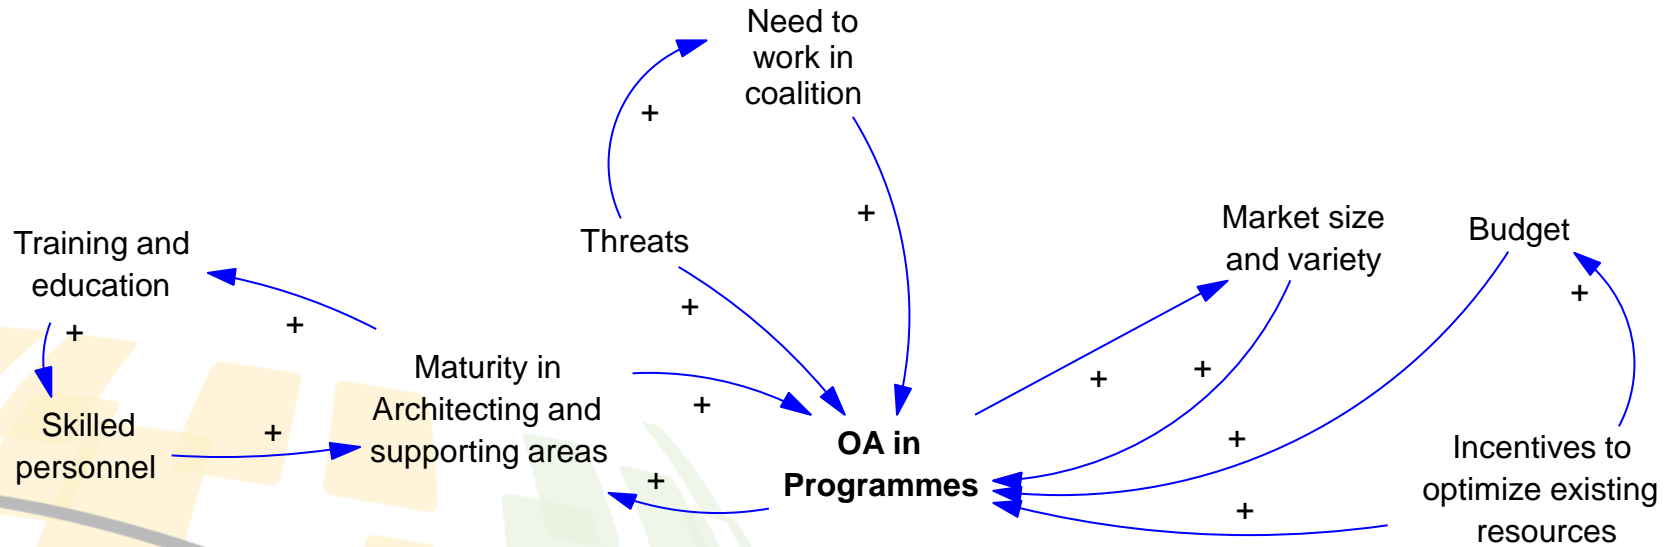 Need to
work in
coalition
+
+
Threats
+
Training and
education
+
+
Skilled
personnel
+
Maturity in
Architecting and
supporting areas
+
+
OA in
Programmes
Market size
and variety
+
+
Budget
+
+
+
Incentives to
optimize existing
resources